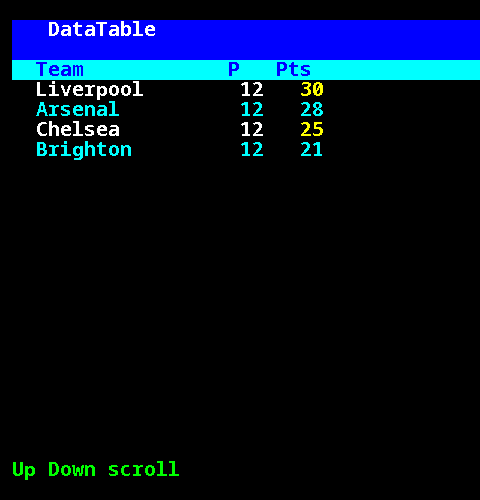 DataTable
Team P Pts
Liverpool 12 30
Arsenal 12 28
Chelsea 12 25
Brighton 12 21
Up Down scroll